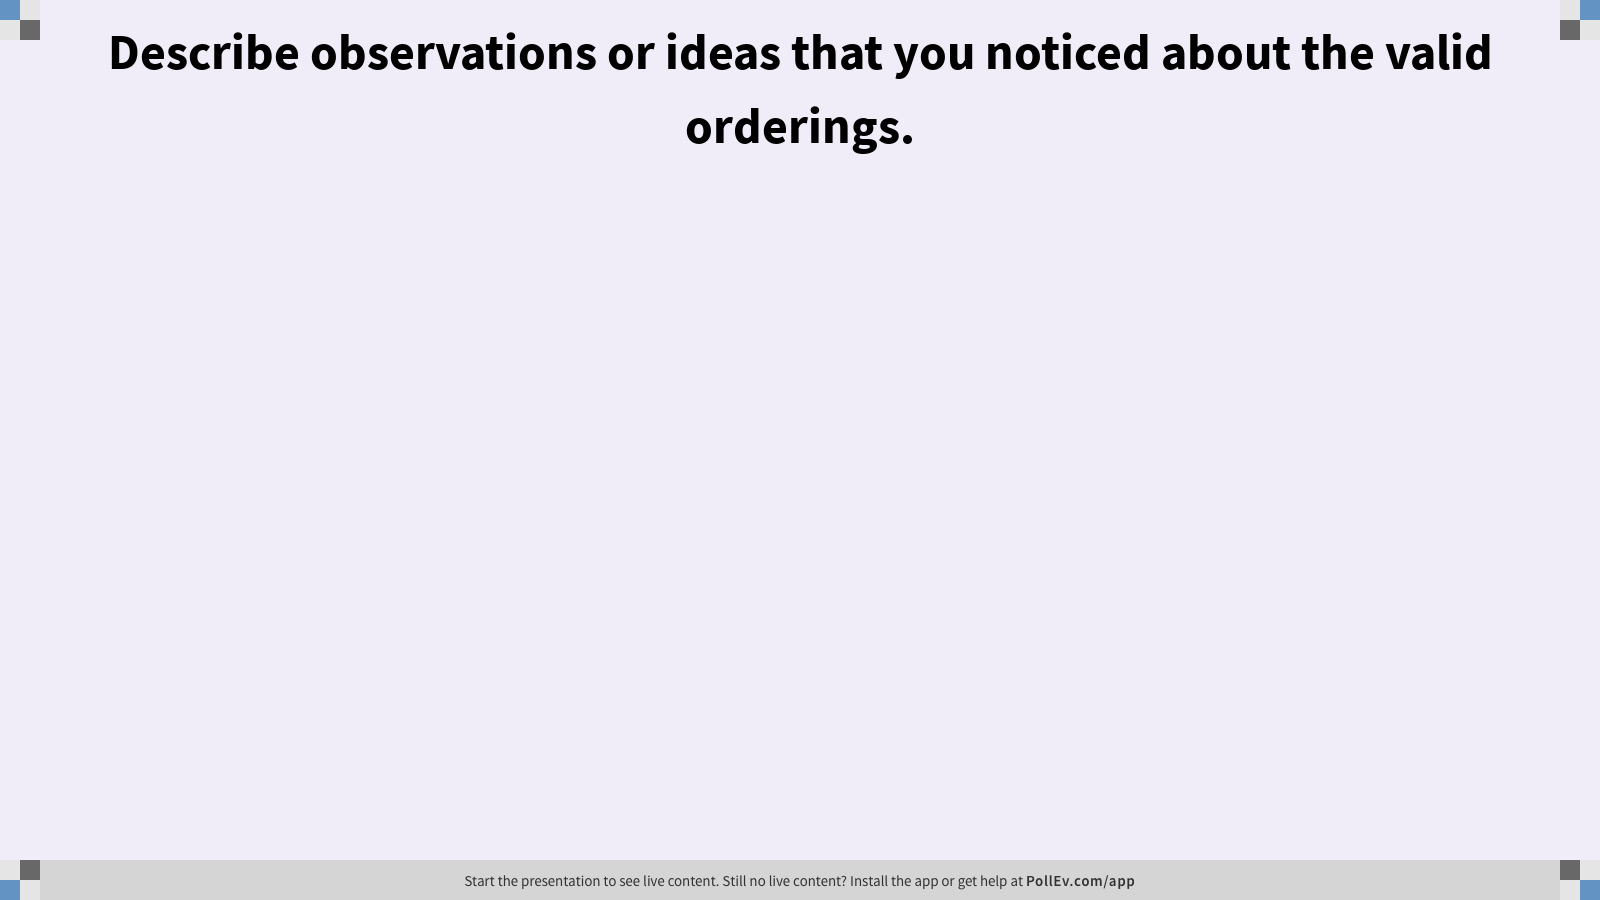 Describe observations or ideas that you noticed about the valid
orderings.
Start the presentation to see live content. Still no live content? Install the app or get help at PollEv.com/app